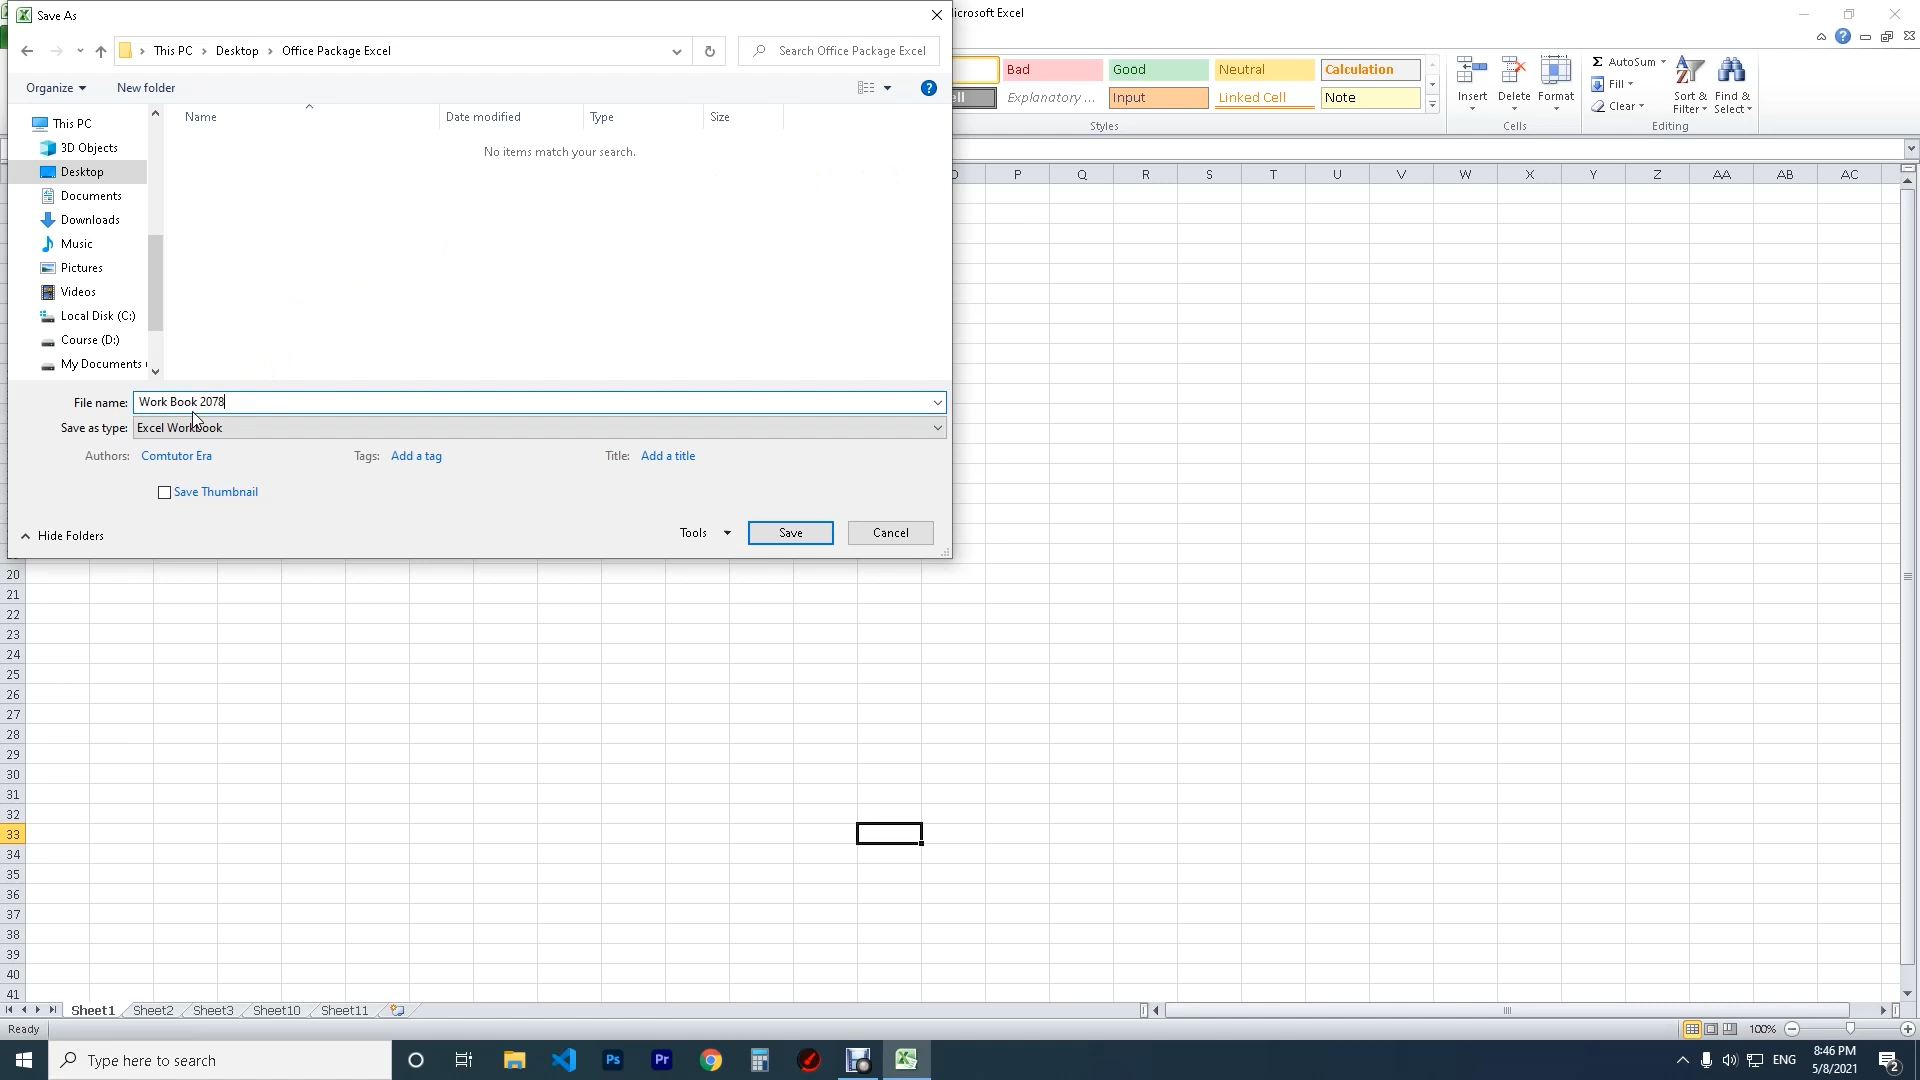 Save As
icrosoft Excel
This PC
Desktop
Office Package Excel
Search Office Package Excel
Organize
New folder
Bad
Good
Neutral
Calculation
ell
Explanatory ...
Input
Linked Cell
Note
Styles
Insert
Delete
Format
Cells
AutoSum
Fill
Clear
Sort &
Filter
Find &
Select
Editing
This PC
3D Objects
Desktop
Documents
Downloads
Music
Pictures
Videos
Local Disk (C:)
Course (D:)
My Documents
Name
Date modified
Type
Size
No items match your search.
P Q R S T U V W X Y Z AA AB AC
File name:
Work Book 2078
Save as type:
Excel Workbook
Authors:
Comtutor Era
Tags:
Add a tag
Title:
Add a title
Save Thumbnail
Hide Folders
Tools
Save
Cancel
20
21
22
23
24
25
26
27
28
29
30
31
32
33
34
35
36
37
38
39
40
41
Sheet1
Sheet2
Sheet3
Sheet10
Sheet11
Ready
100%
Type here to search
Ps
Pr
ENG
8:46 PM
5/8/2021
2